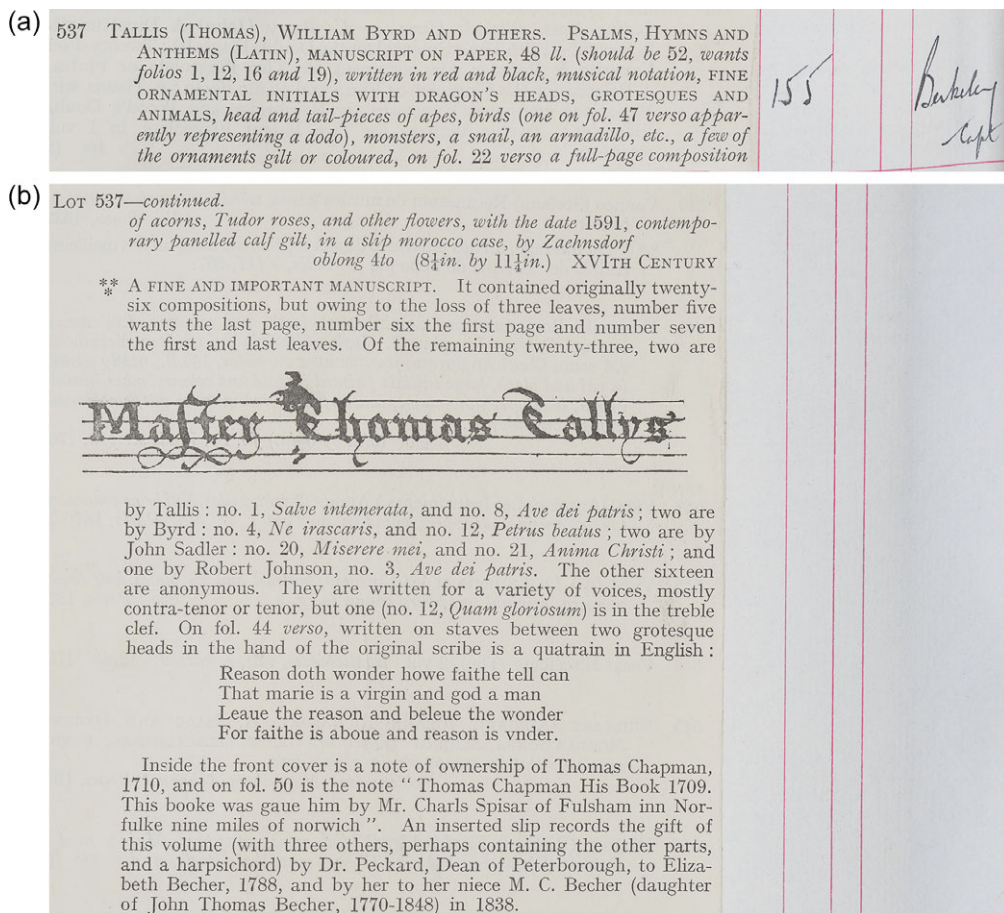 (a)
537 TALLIS (THOMAS), WILLIAM BYRD AND OTHERS. PSALMS, HYMNS AND
ANTHEMS (LATIN), MANUSCRIPT ON PAPER, 48 ll. (should be 52, wants
folios 1, 12, 16 and 19), written in red and black, musical notation, FINE
ORNAMENTAL INITIALS WITH DRAGON'S HEADS, GROTESQUES AND
ANIMALS, head and tail-pieces of apes, birds (one on fol. 47 verso appar-
ently representing a dodo), monsters, a snail, an armadillo, etc., a few of
the ornaments gilt or coloured, on fol. 22 verso a full-page composition
155
Berkeley
Capt
(b)
LOT 537—continued.
of acorns, Tudor roses, and other flowers, with the date 1591, contempo-
rary panelled calf gilt, in a slip morocco case, by Zaehnsdorf
oblong 4to (8¼in. by 11¼in.) XVITH CENTURY
*** A FINE AND IMPORTANT MANUSCRIPT. It contained originally twenty-
six compositions, but owing to the loss of three leaves, number five
wants the last page, number six the first page and number seven
the first and last leaves. Of the remaining twenty-three, two are
Master Thomas Tallys
by Tallis : no. 1, Salve intemerata, and no. 8, Ave dei patris ; two are
by Byrd : no. 4, Ne irascaris, and no. 12, Petrus beatus ; two are by
John Sadler : no. 20, Miserere mei, and no. 21, Anima Christi ; and
one by Robert Johnson, no. 3, Ave dei patris. The other sixteen
are anonymous. They are written for a variety of voices, mostly
contra-tenor or tenor, but one (no. 12, Quam gloriosum) is in the treble
clef. On fol. 44 verso, written on staves between two grotesque
heads in the hand of the original scribe is a quatrain in English :
Reason doth wonder howe faithe tell can
That marie is a virgin and god a man
Leaue the reason and beleue the wonder
For faithe is aboue and reason is vnder.
Inside the front cover is a note of ownership of Thomas Chapman,
1710, and on fol. 50 is the note " Thomas Chapman His Book 1709.
This booke was gaue him by Mr. Charls Spisar of Fulsham inn Nor-
fulke nine miles of norwich ". An inserted slip records the gift of
this volume (with three others, perhaps containing the other parts,
and a harpsichord) by Dr. Peckard, Dean of Peterborough, to Eliza-
beth Becher, 1788, and by her to her niece M. C. Becher (daughter
of John Thomas Becher, 1770-1848) in 1838.